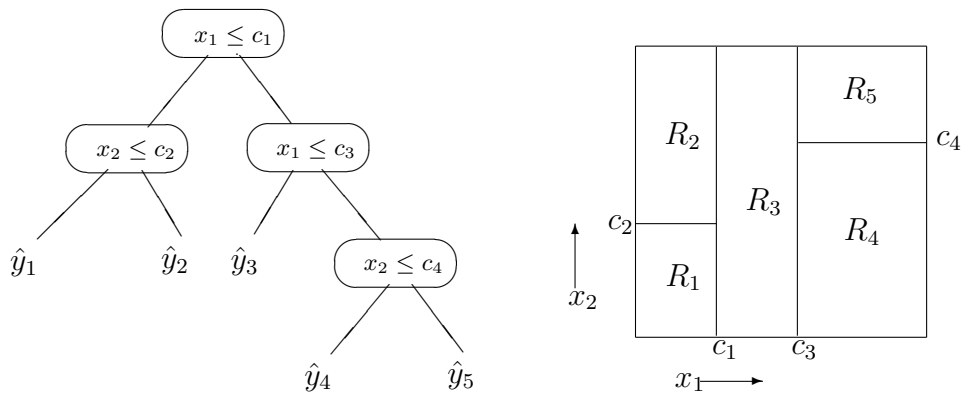 x₁ ≤ c₁
x₂ ≤ c₂
x₁ ≤ c₃
ŷ₁
ŷ₂
ŷ₃
x₂ ≤ c₄
ŷ₄
ŷ₅
R₅
R₂
c₄
R₃
c₂
R₄
R₁
x₂
c₁
c₃
x₁